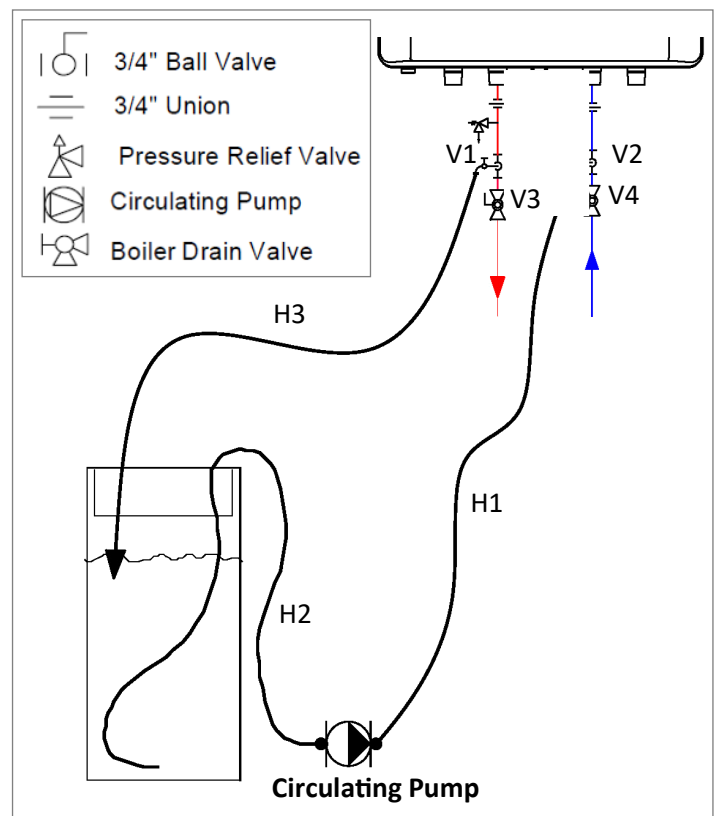 3/4" Ball Valve
3/4" Union
Pressure Relief Valve
Circulating Pump
Boiler Drain Valve
V1
V2
V3
V4
H3
H1
H2
Circulating Pump